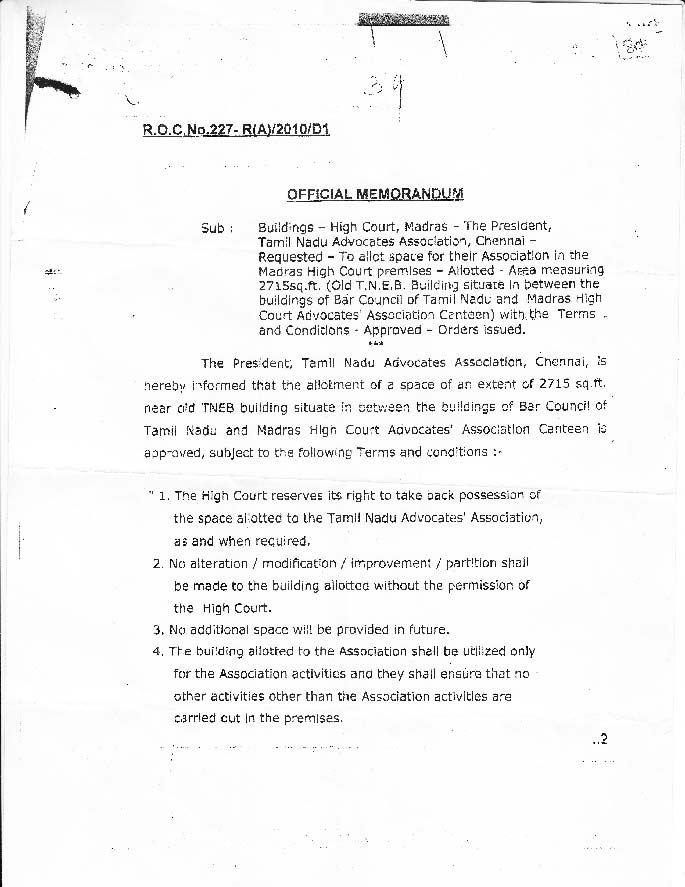 39
R.O.C.No.227- R(A)/2010/D1
OFFICIAL MEMORANDUM
Sub : Buildings – High Court, Madras – The President,
Tamil Nadu Advocates Association, Chennai –
Requested – To allot space for their Association in the
Madras High Court premises – Allotted - Area measuring
2715sq.ft. (Old T.N.E.B. Building situate in between the
buildings of Bar Council of Tamil Nadu and Madras High
Court Advocates' Association Canteen) with the Terms
and Conditions - Approved – Orders issued.
***
The President, Tamil Nadu Advocates Association, Chennai, is
hereby informed that the allotment of a space of an extent of 2715 sq.ft.
near old TNEB building situate in between the buildings of Bar Council of
Tamil Nadu and Madras High Court Advocates' Association Canteen is
approved, subject to the following Terms and conditions :-
" 1. The High Court reserves its right to take back possession of
the space allotted to the Tamil Nadu Advocates' Association,
as and when required.
2. No alteration / modification / improvement / partition shall
be made to the building allotted without the permission of
the High Court.
3. No additional space will be provided in future.
4. The building allotted to the Association shall be utilized only
for the Association activities and they shall ensure that no
other activities other than the Association activities are
carried out in the premises.
..2